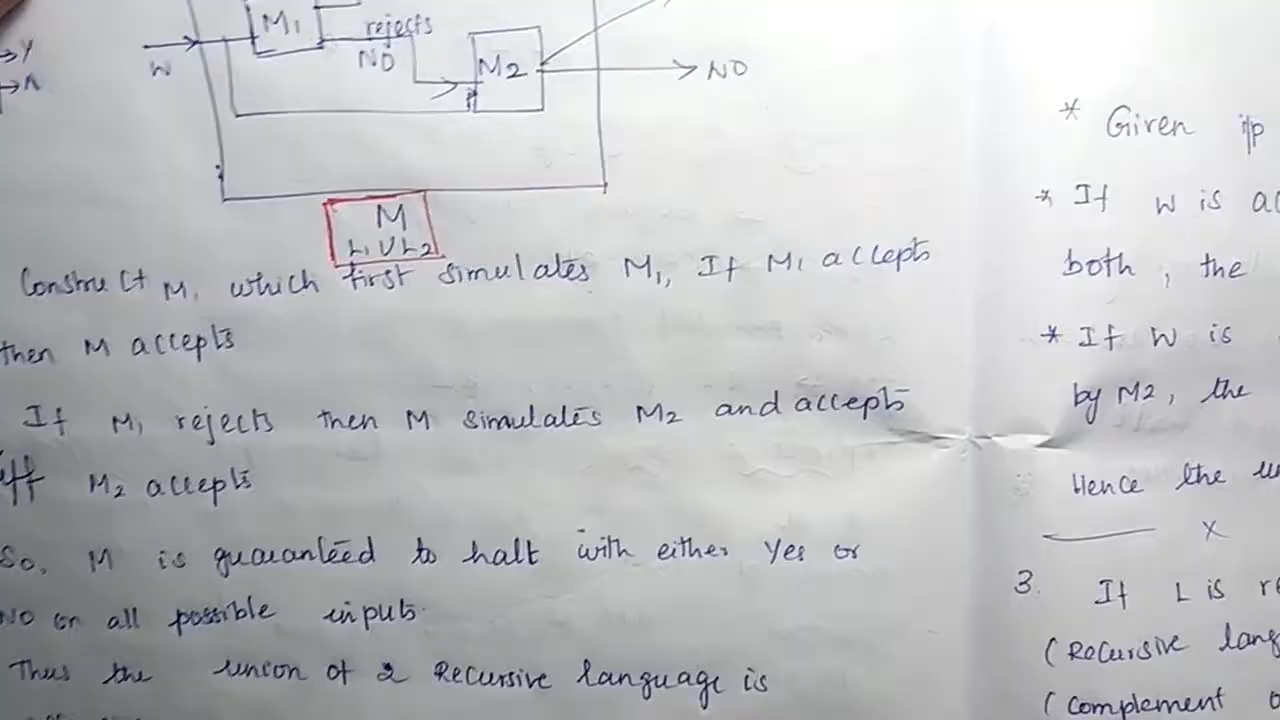 M1
rejects
W
NO
M2
NO
Y
N
M
L1 U L2
Construct M, which first simulates M1, If M1 accepts
then M accepts
If M1 rejects then M simulates M2 and accepts
iff M2 accepts
So, M is guaranteed to halt with either Yes or
NO on all possible inputs.
Thus the union of 2 Recursive language is
* Given i/p
* If W is
both, the
* If W is
by M2, the
Hence the
X
3. If L is
(Recursive
(complement